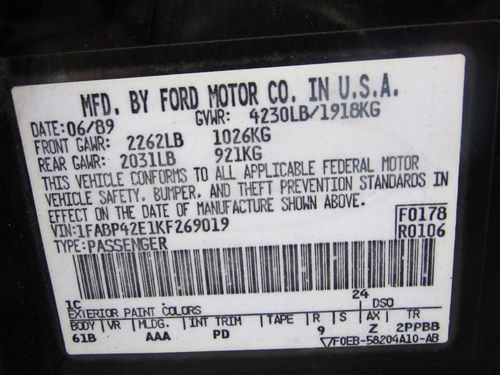 MFD. BY FORD MOTOR CO. IN U.S.A.
DATE: 06/89 GVWR: 4230LB/1918KG
FRONT GAWR: 2262LB 1026KG
REAR GAWR: 2031LB 921KG
THIS VEHICLE CONFORMS TO ALL APPLICABLE FEDERAL MOTOR
VEHICLE SAFETY, BUMPER, AND THEFT PREVENTION STANDARDS IN
EFFECT ON THE DATE OF MANUFACTURE SHOWN ABOVE.
VIN: 1FABP42E1KF269019 F0178
TYPE: PASSENGER R0106
1C 24
EXTERIOR PAINT COLORS DSO
BODY VR MLDG. INT TRIM TAPE R S AX TR
61B AAA PD 9 Z 2PPBB
F0EB-58204A10-AB